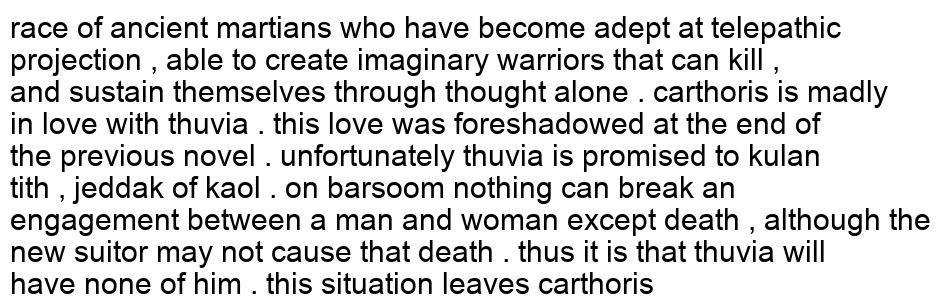 race of ancient martians who have become adept at telepathic
projection , able to create imaginary warriors that can kill ,
and sustain themselves through thought alone . carthoris is madly
in love with thuvia . this love was foreshadowed at the end of
the previous novel . unfortunately thuvia is promised to kulan
tith , jeddak of kaol . on barsoom nothing can break an
engagement between a man and woman except death , although the
new suitor may not cause that death . thus it is that thuvia will
have none of him . this situation leaves carthoris